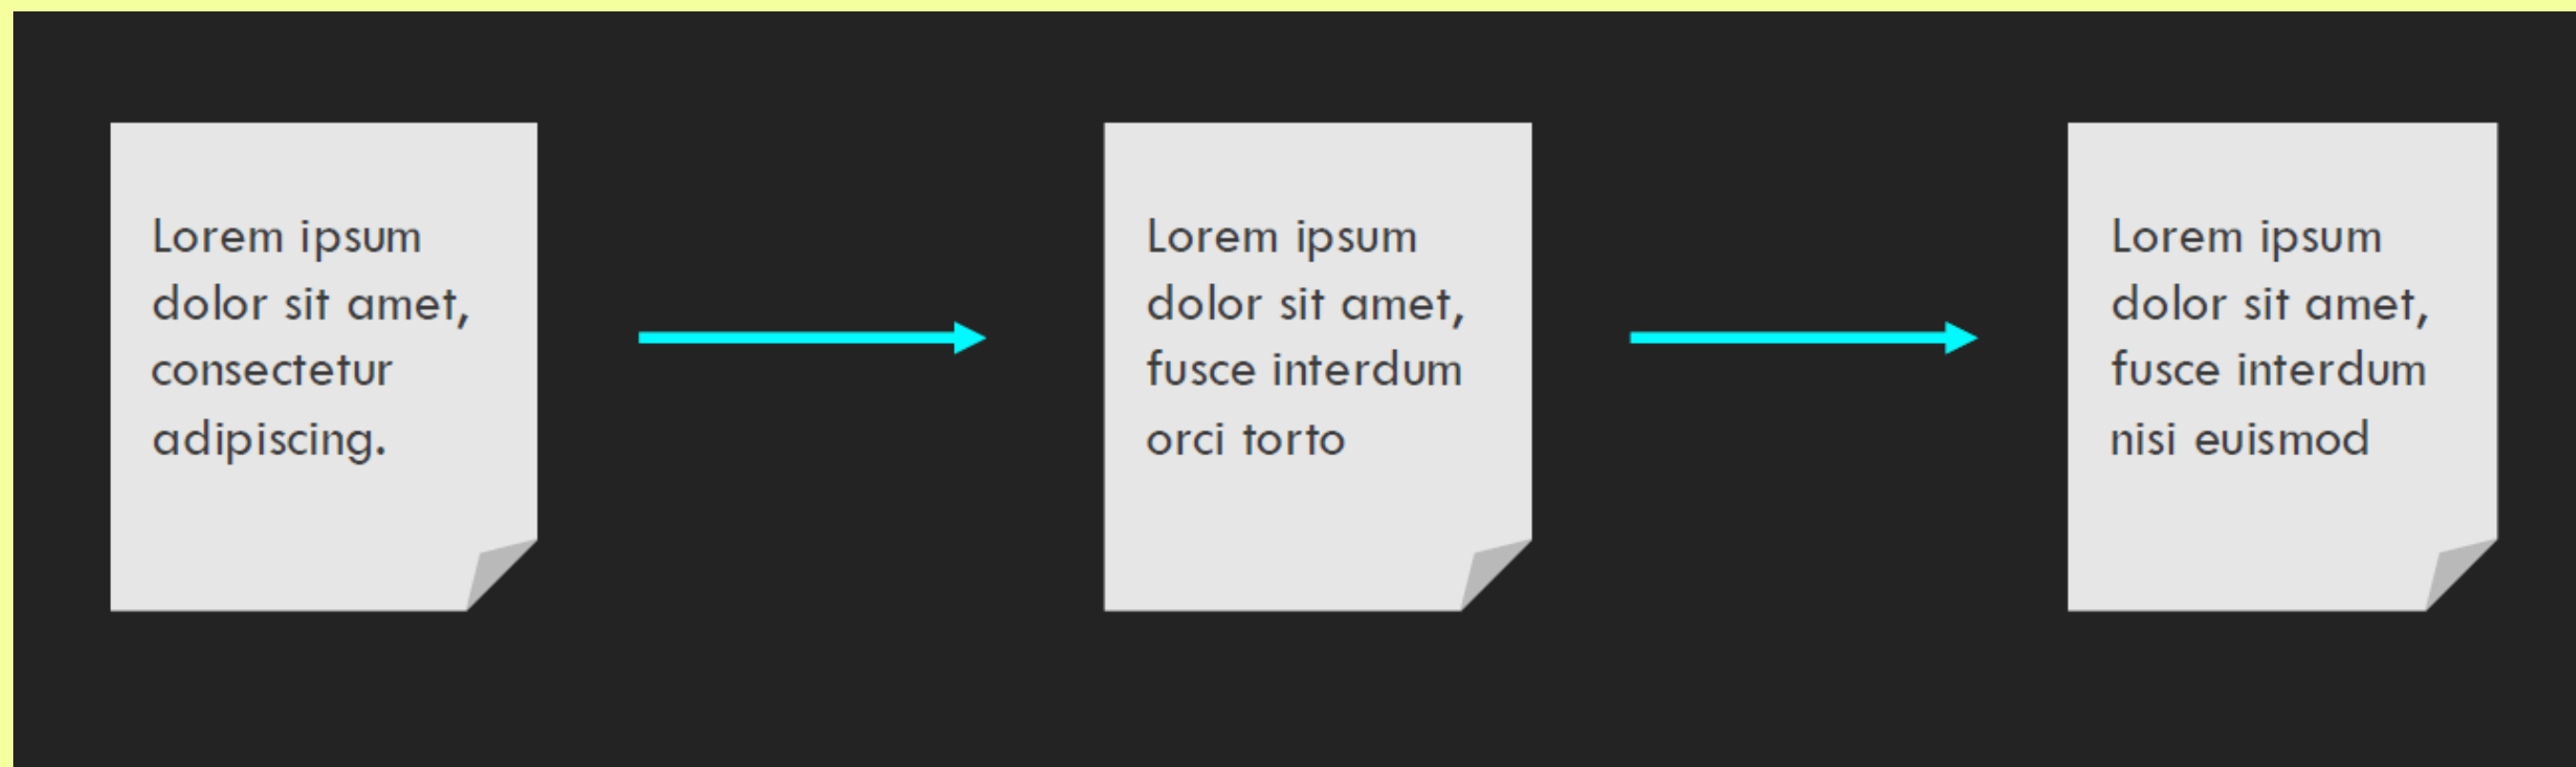 Lorem ipsum
dolor sit amet,
consectetur
adipiscing.
Lorem ipsum
dolor sit amet,
fusce interdum
orci torto
Lorem ipsum
dolor sit amet,
fusce interdum
nisi euismod